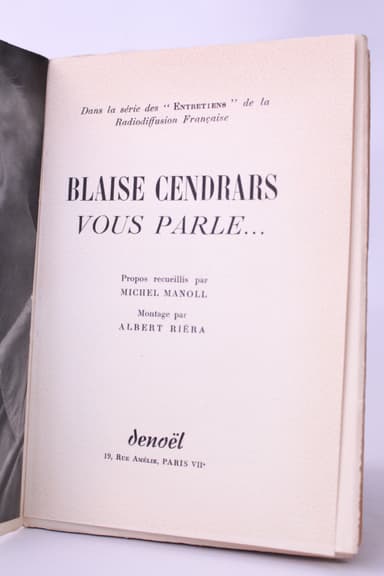 Dans la série des " Entretiens " de la
Radiodiffusion Française
BLAISE CENDRARS
VOUS PARLE...
Propos recueillis par
MICHEL MANOLL
Montage par
ALBERT RIÉRA
denoël
19, Rue Amélie, PARIS VIIe